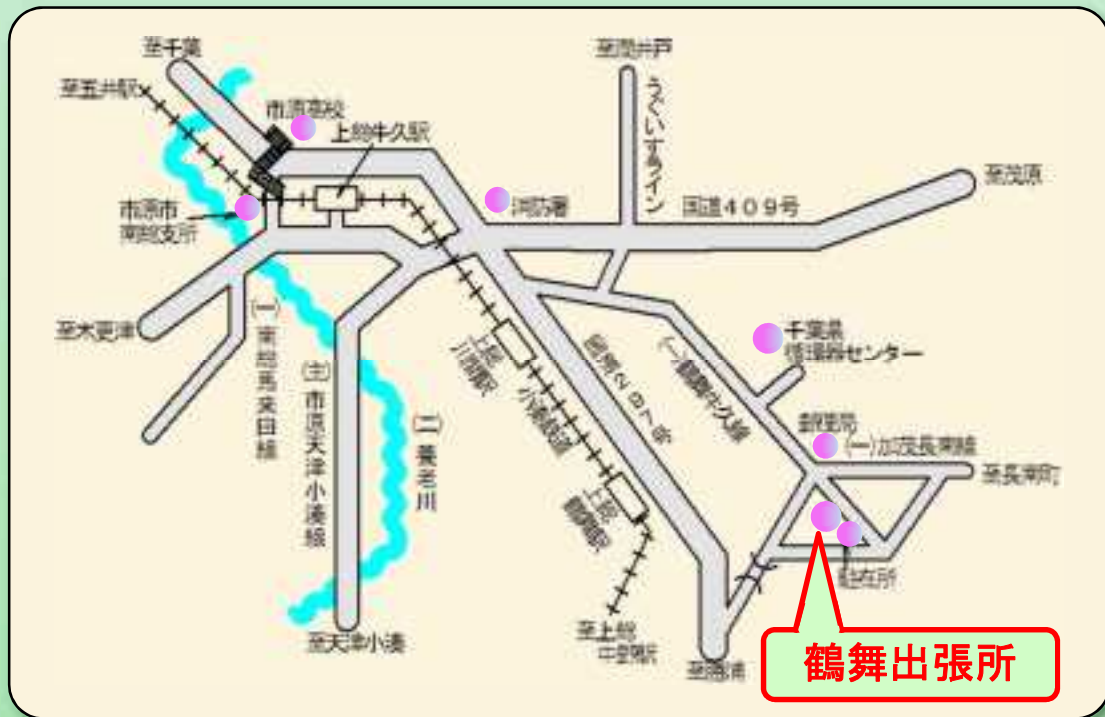 至千葉
至五井駅
市原高校
上総牛久駅
至潤井戸
うぐいすライン
至茂原
市原市
南総支所
消防署
国道409号
至木更津
(一)南総馬来田線
(主)市原天津小湊線
(二)養老川
上総
川間駅
小湊鉄道
国道297号
(一)鶴舞牛久線
千葉県
循環器センター
郵便局
(一)加茂長南線
至長南町
上総
鶴舞駅
駐在所
至天津小湊
至上総
中野駅
至勝浦
鶴舞出張所